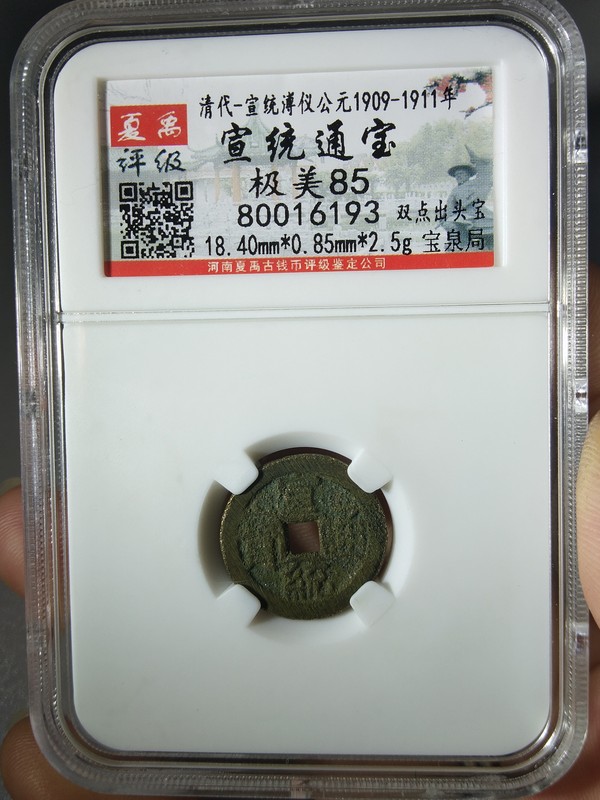 清代-宣统溥仪公元1909-1911年
夏禹
评级
宣统通宝
极美85
80016193 双点出头宝
18.40mm*0.85mm*2.5g 宝泉局
河南夏禹古钱币评级鉴定公司
統